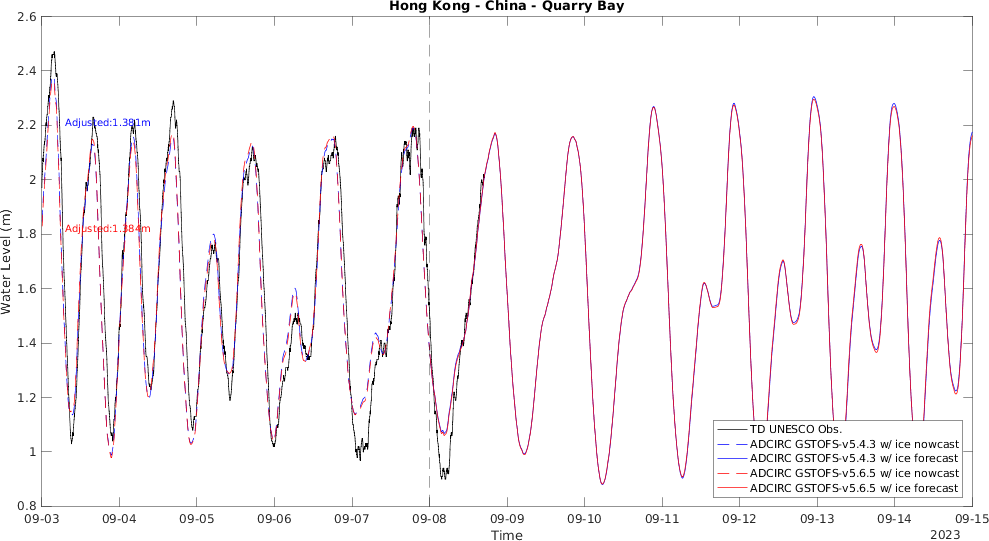 Hong Kong - China - Quarry Bay
2.6
2.4
2.2
2
1.8
1.6
1.4
1.2
1
0.8
Water Level (m)
Adjusted:1.381m
Adjusted:1.384m
TD UNESCO Obs.
ADCIRC GSTOFS-v5.4.3 w/ ice nowcast
ADCIRC GSTOFS-v5.4.3 w/ ice forecast
ADCIRC GSTOFS-v5.6.5 w/ ice nowcast
ADCIRC GSTOFS-v5.6.5 w/ ice forecast
09-03 09-04 09-05 09-06 09-07 09-08 09-09 09-10 09-11 09-12 09-13 09-14 09-15
Time
2023